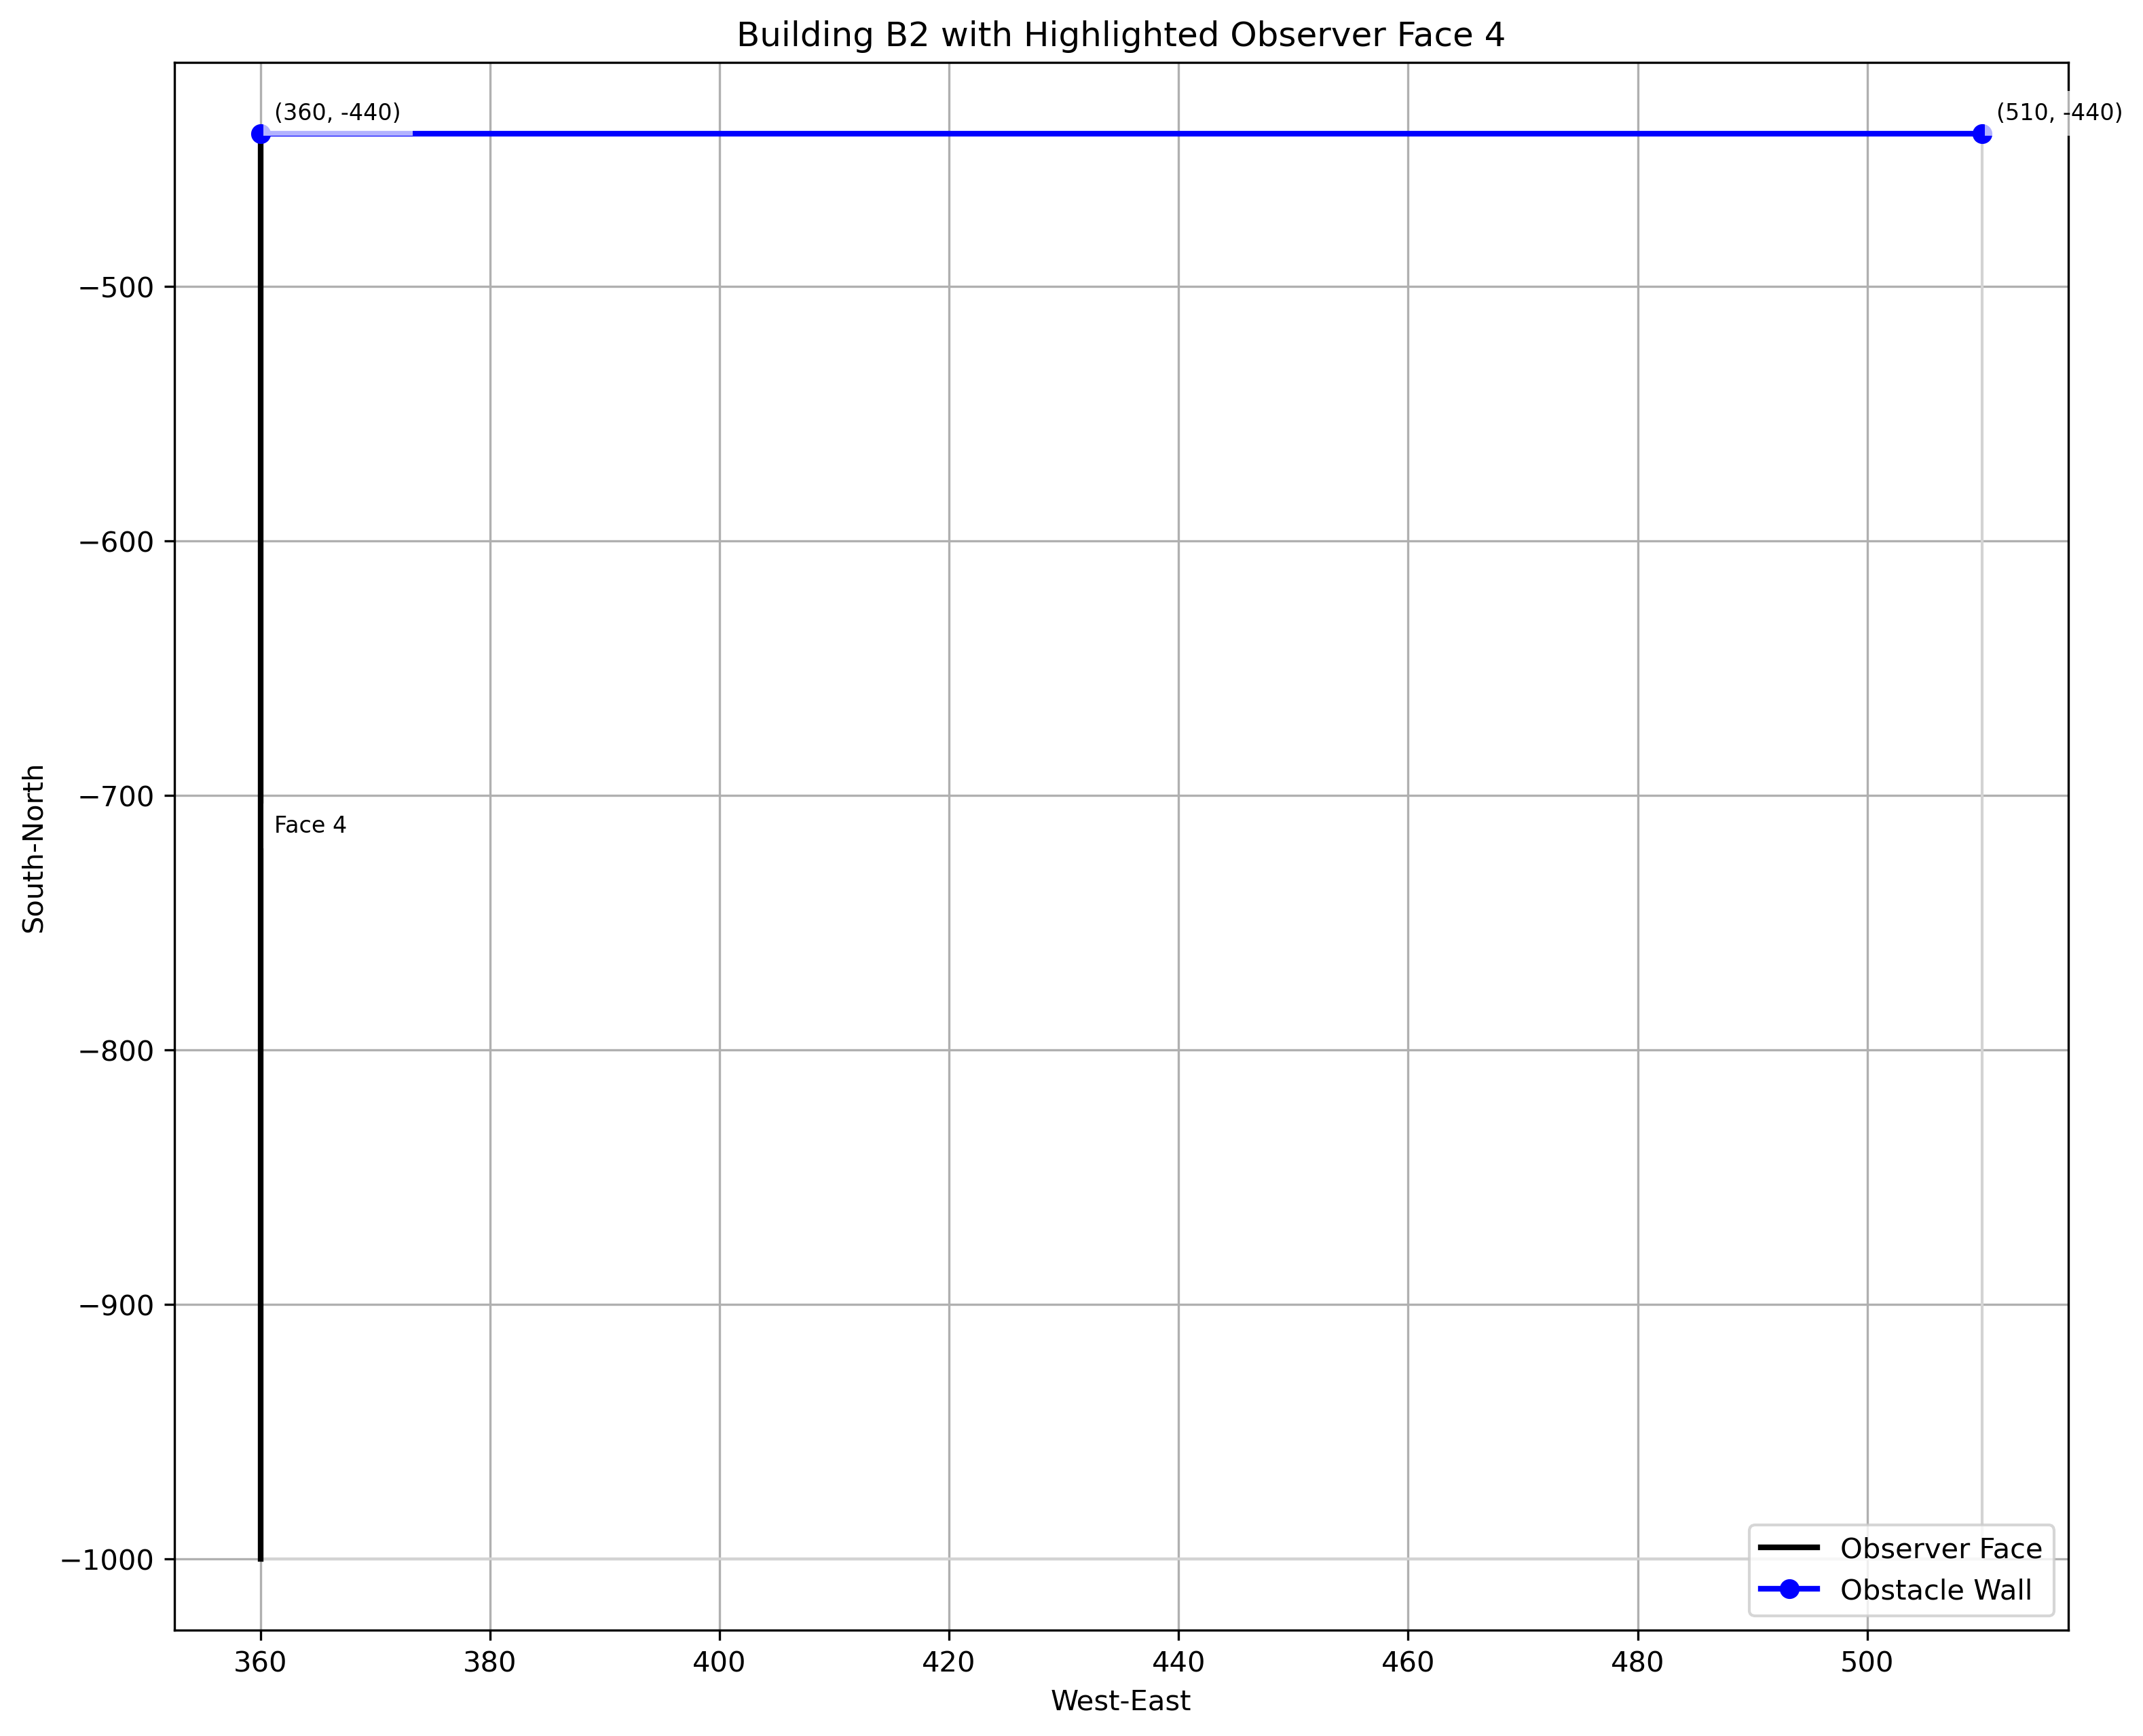 Building B2 with Highlighted Observer Face 4
(360, -440)
(510, -440)
−500
−600
−700
Face 4
−800
−900
−1000
South-North
Observer Face
Obstacle Wall
360
380
400
420
440
460
480
500
West-East